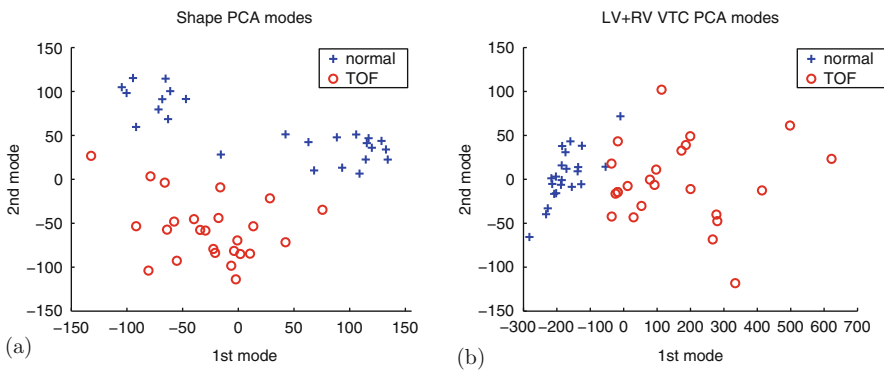 Shape PCA modes
normal
TOF
2nd mode
150
100
50
0
−50
−100
−150
−150 −100 −50 0 50 100 150
1st mode
(a)
LV+RV VTC PCA modes
normal
TOF
2nd mode
150
100
50
0
−50
−100
−150
−300 −200 −100 0 100 200 300 400 500 600 700
1st mode
(b)